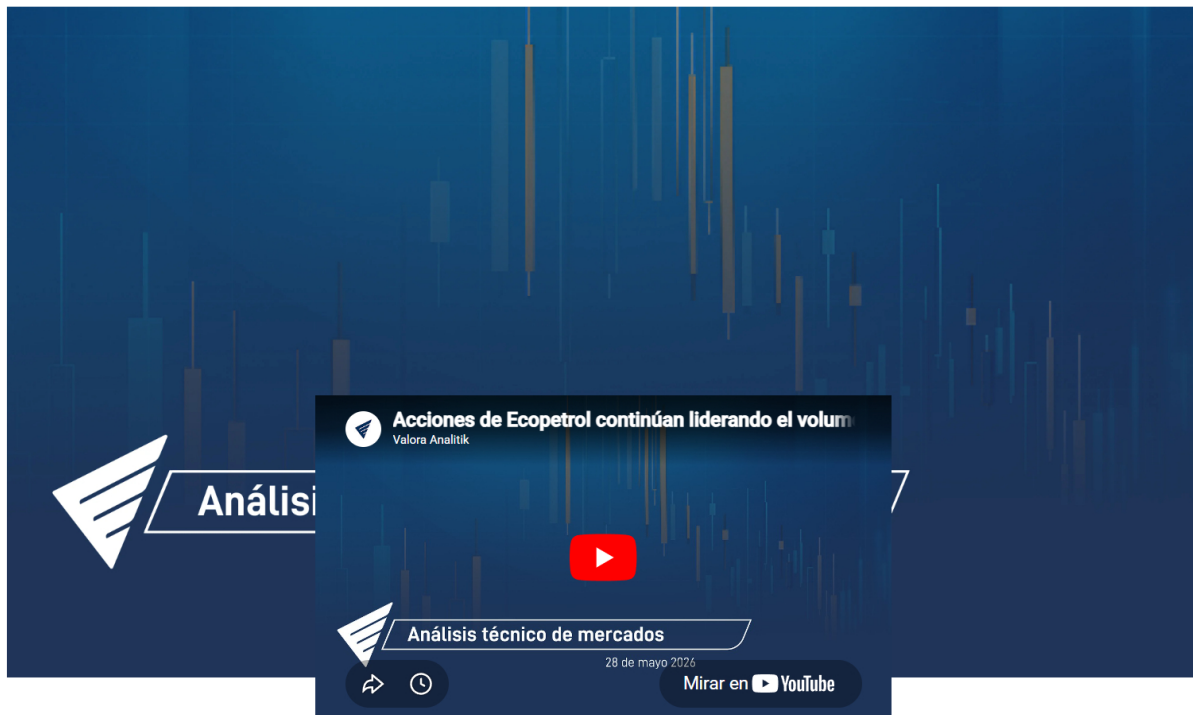 Acciones de Ecopetrol continúan liderando el volum
Valora Analitik
Análisi
Análisis técnico de mercados
28 de mayo 2026
Mirar en YouTube